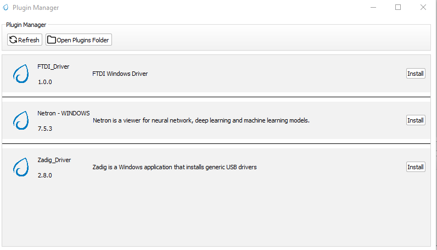 Plugin Manager
Plugin Manager
Refresh Open Plugins Folder
FTDI_Driver
FTDI Windows Driver
1.0.0
Install
Netron - WINDOWS
Netron is a viewer for neural network, deep learning and machine learning models.
7.5.3
Install
Zadig_Driver
Zadig is a Windows application that installs generic USB drivers
2.8.0
Install